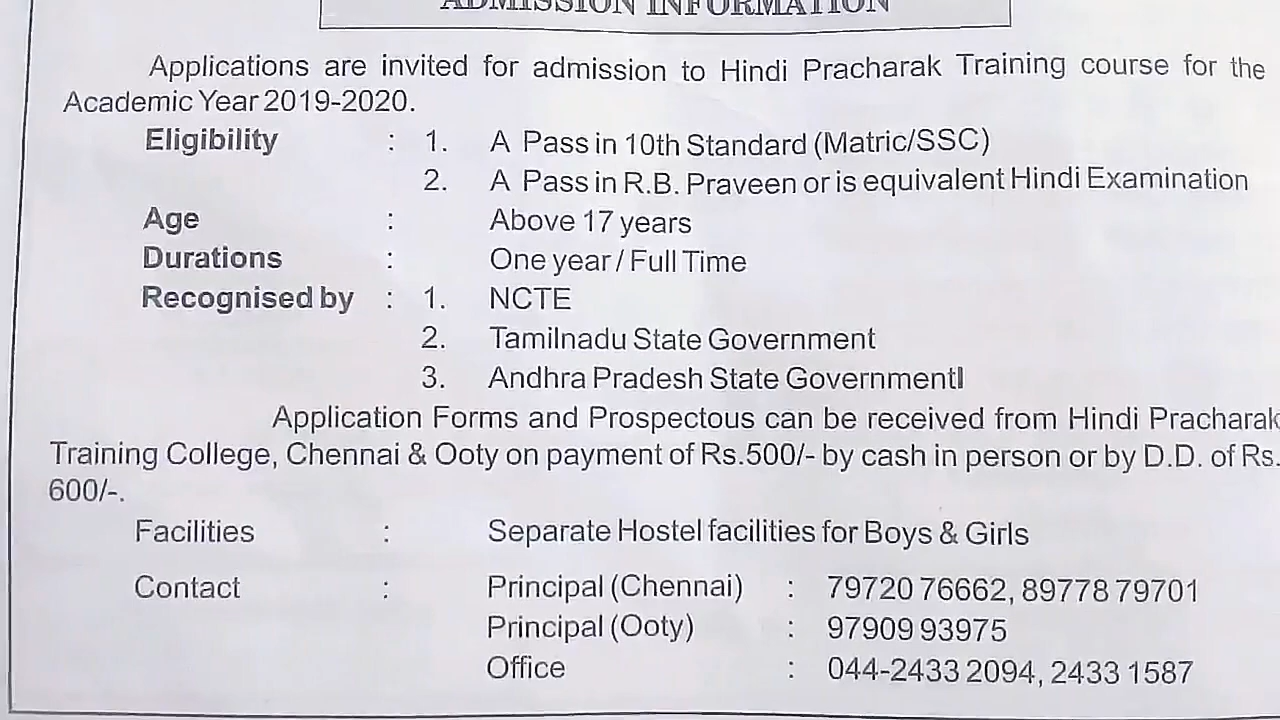 ADMISSION INFORMATION
Applications are invited for admission to Hindi Pracharak Training course for the
Academic Year 2019-2020.
Eligibility : 1. A Pass in 10th Standard (Matric/SSC)
2. A Pass in R.B. Praveen or is equivalent Hindi Examination
Age : Above 17 years
Durations : One year / Full Time
Recognised by : 1. NCTE
2. Tamilnadu State Government
3. Andhra Pradesh State Governmentl
Application Forms and Prospectous can be received from Hindi Pracharak
Training College, Chennai & Ooty on payment of Rs.500/- by cash in person or by D.D. of Rs.
600/-.
Facilities : Separate Hostel facilities for Boys & Girls
Contact : Principal (Chennai) : 79720 76662, 89778 79701
Principal (Ooty) : 97909 93975
Office : 044-2433 2094, 2433 1587